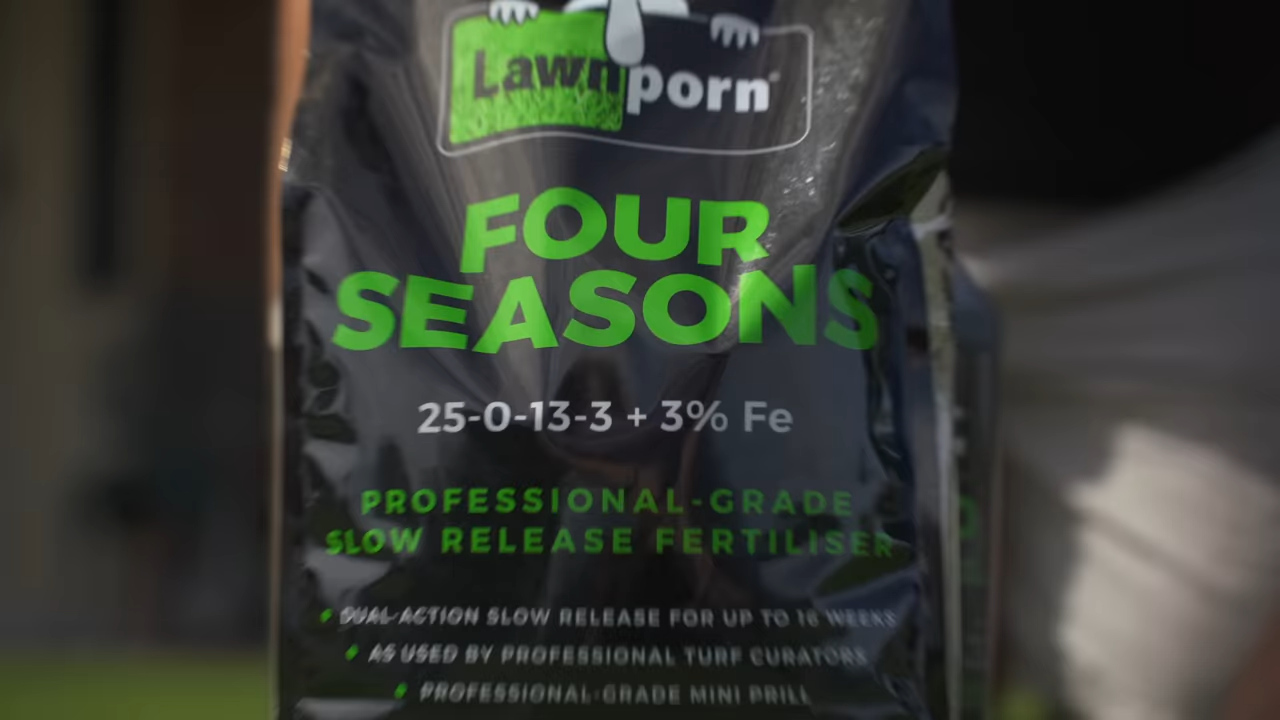 Lawnporn
FOUR
SEASONS
25-0-13-3 + 3% Fe
PROFESSIONAL-GRADE
SLOW RELEASE FERTILISER
DUAL-ACTION SLOW RELEASE FOR UP TO 16 WEEKS
AS USED BY PROFESSIONAL TURF CURATORS
PROFESSIONAL-GRADE MINI PRILL